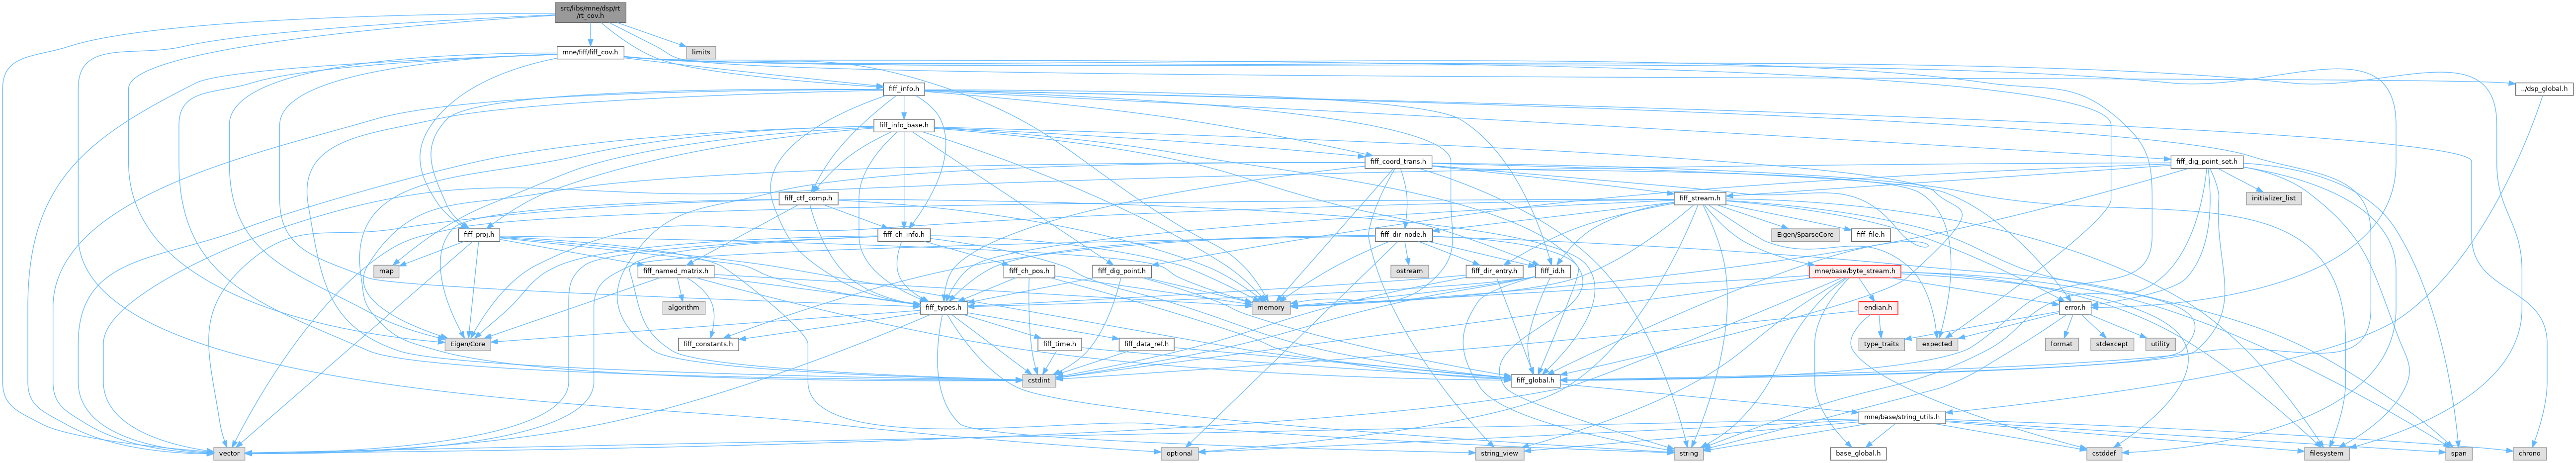 src/libs/mne/dsp/rt
/rt_cov.h
mne/fiff/fiff_cov.h
limits
fiff_info.h
../dsp_global.h
fiff_info_base.h
fiff_coord_trans.h
fiff_dig_point_set.h
fiff_ctf_comp.h
fiff_stream.h
initializer_list
fiff_proj.h
fiff_ch_info.h
fiff_dir_node.h
Eigen/SparseCore
fiff_file.h
map
fiff_named_matrix.h
fiff_ch_pos.h
fiff_dig_point.h
ostream
fiff_dir_entry.h
fiff_id.h
mne/base/byte_stream.h
algorithm
fiff_types.h
memory
endian.h
error.h
Eigen/Core
fiff_constants.h
fiff_time.h
fiff_data_ref.h
type_traits
expected
format
stdexcept
utility
cstdint
fiff_global.h
mne/base/string_utils.h
vector
optional
string_view
string
base_global.h
cstddef
filesystem
span
chrono